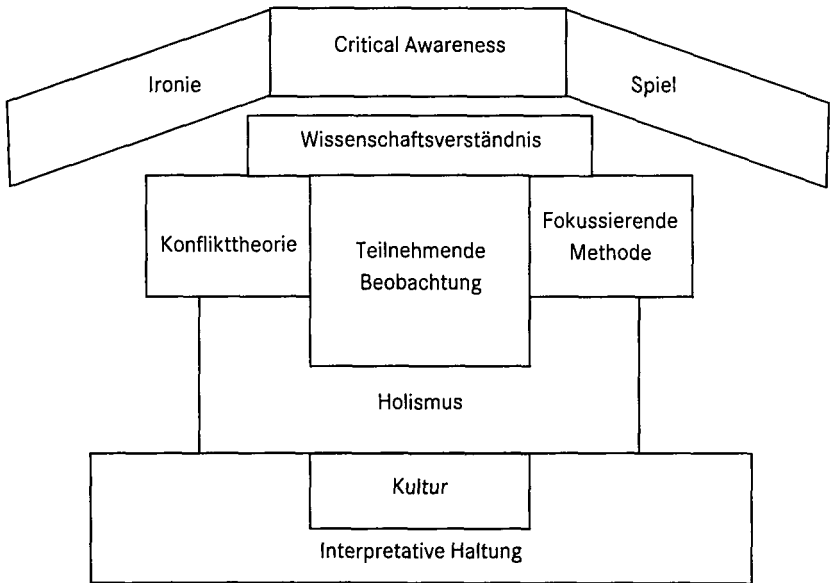 Critical Awareness
Ironie
Spiel
Wissenschaftsverständnis
Konflikttheorie
Teilnehmende
Beobachtung
Fokussierende
Methode
Holismus
Kultur
Interpretative Haltung